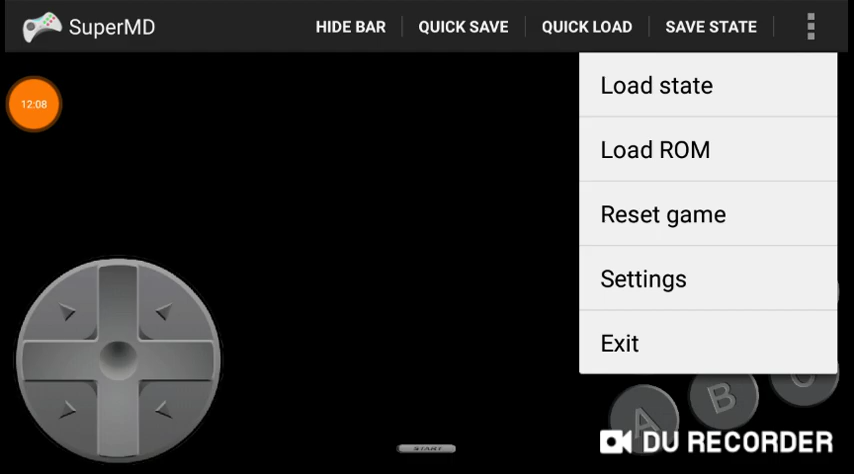 SuperMD
HIDE BAR
QUICK SAVE
QUICK LOAD
SAVE STATE
12:08
Load state
Load ROM
Reset game
Settings
Exit
A
B
C
START
DU RECORDER